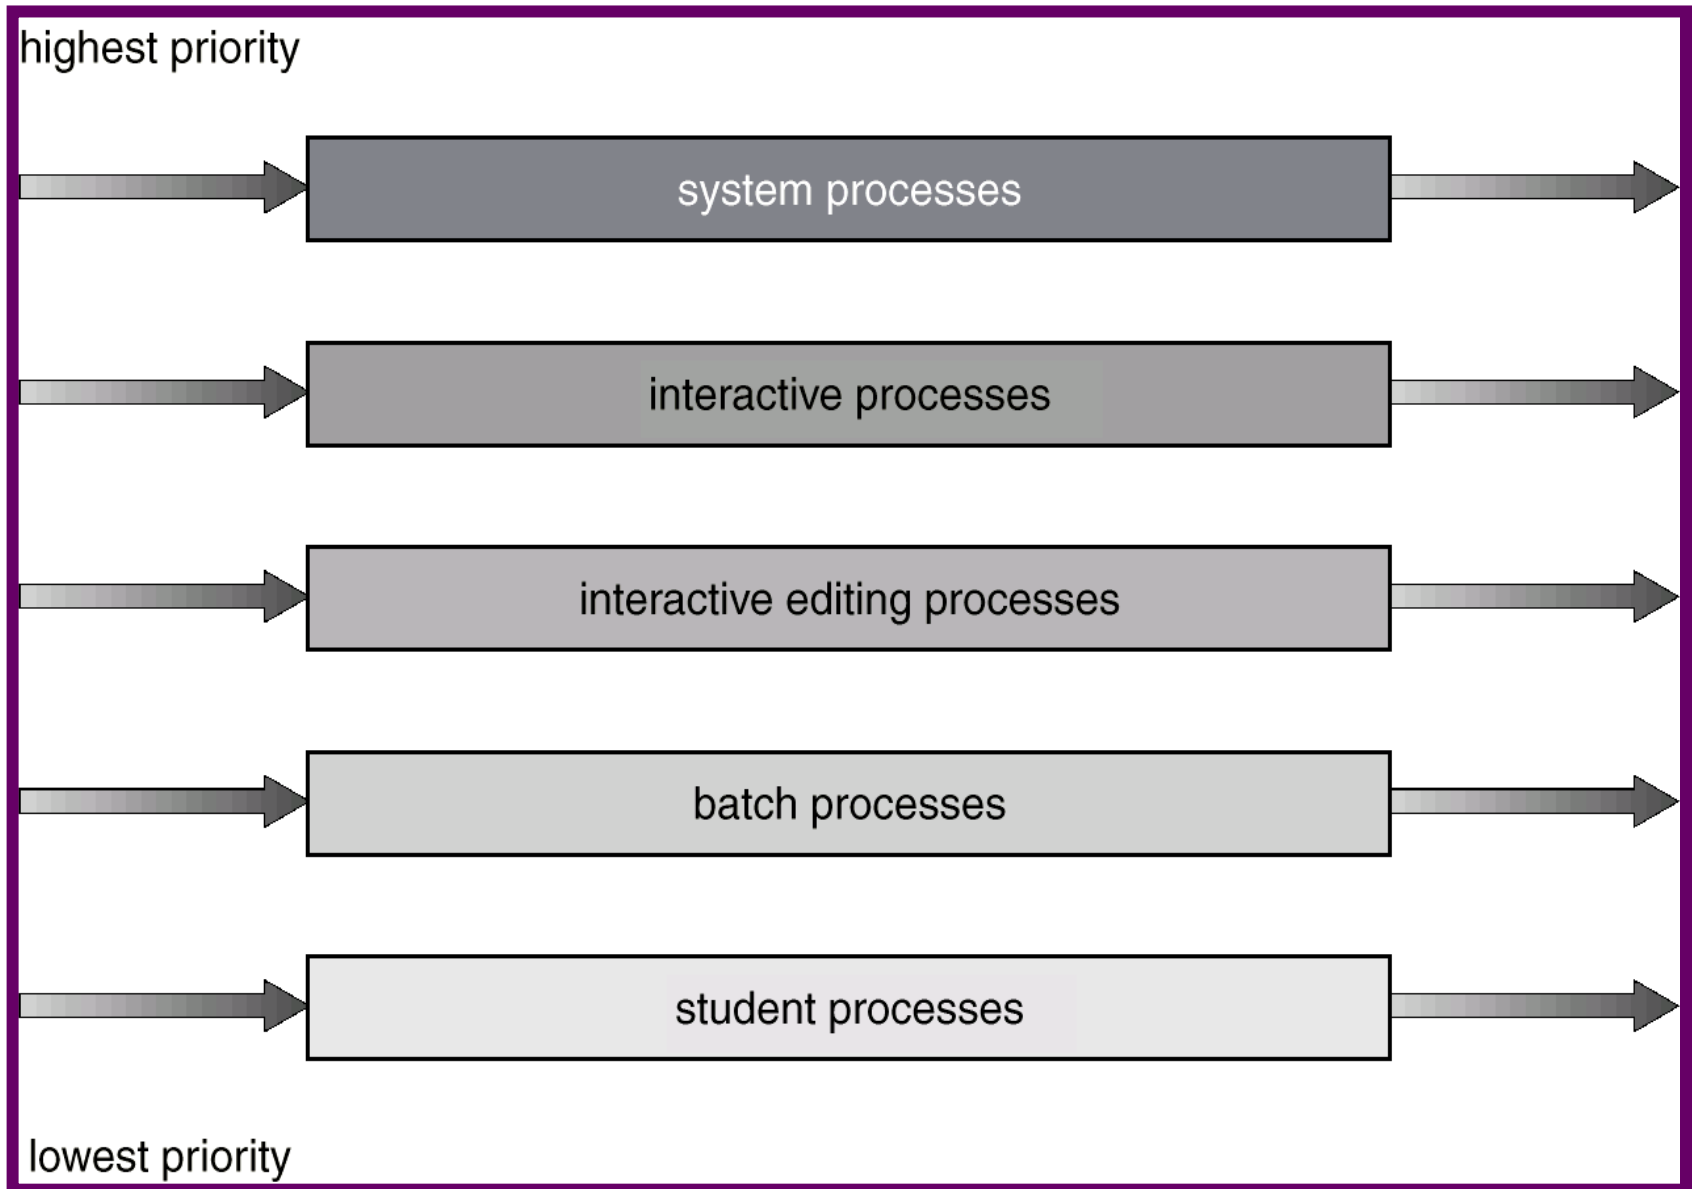 highest priority
system processes
interactive processes
interactive editing processes
batch processes
student processes
lowest priority